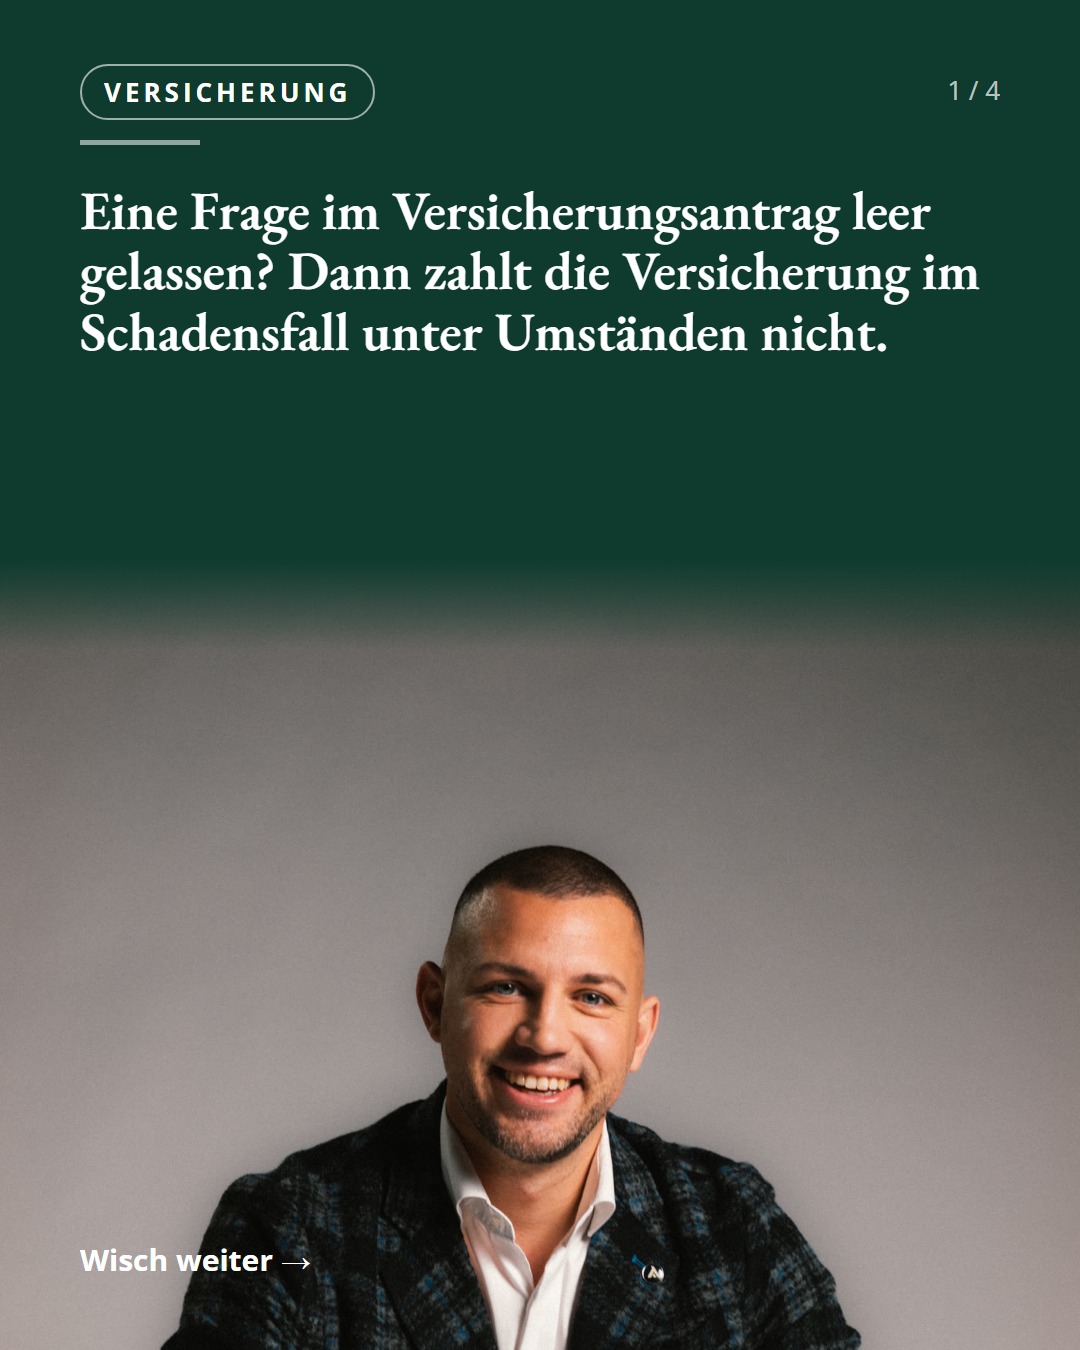 VERSICHERUNG
1 / 4
Eine Frage im Versicherungsantrag leer
gelassen? Dann zahlt die Versicherung im
Schadensfall unter Umständen nicht.
Wisch weiter →